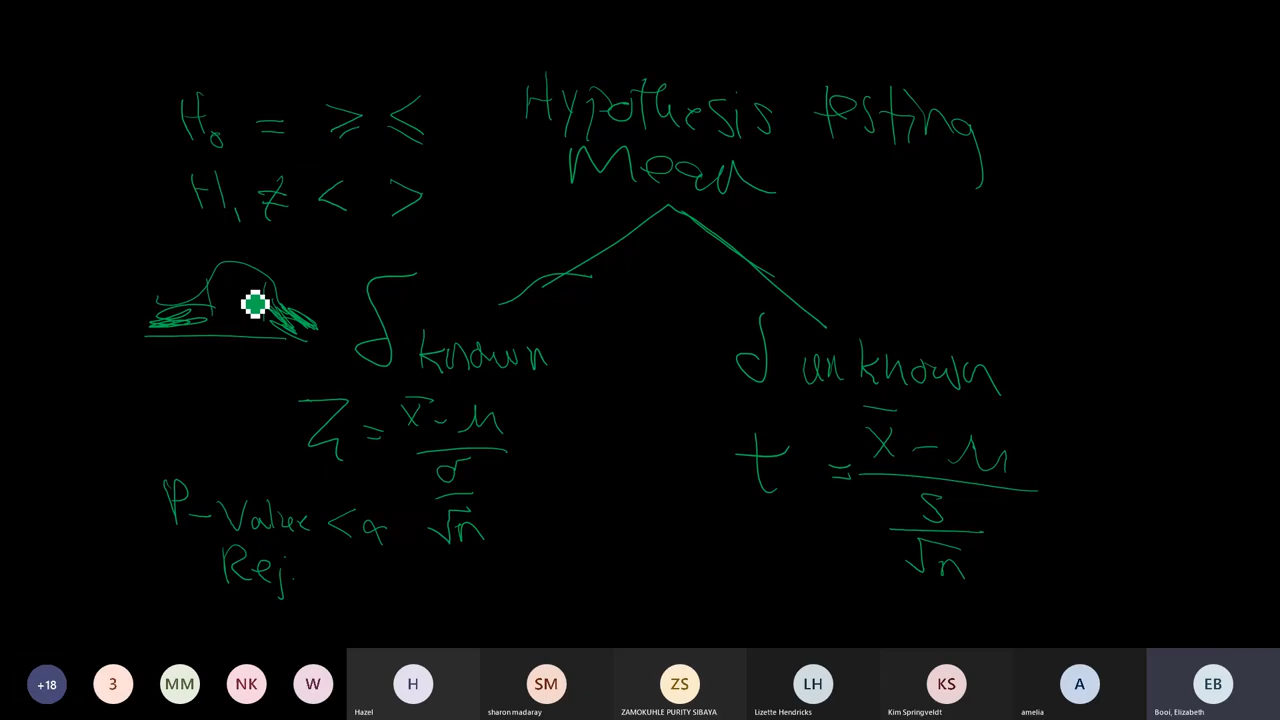 Hypothesis testing
Mean
H₀ = ≥ ≤
H₁ ≠ < >
σ known
σ unknown
Z = x̄ - μ
σ
√n
t = x̄ - μ
s
√n
P-Value < α
Rej.
+18
3
MM
NK
W
H
SM
ZS
LH
KS
A
EB
Hazel
sharon madaray
ZAMOKUHLE PURITY SIBAYA
Lizette Hendricks
Kim Springveldt
amelia
Booi, Elizabeth